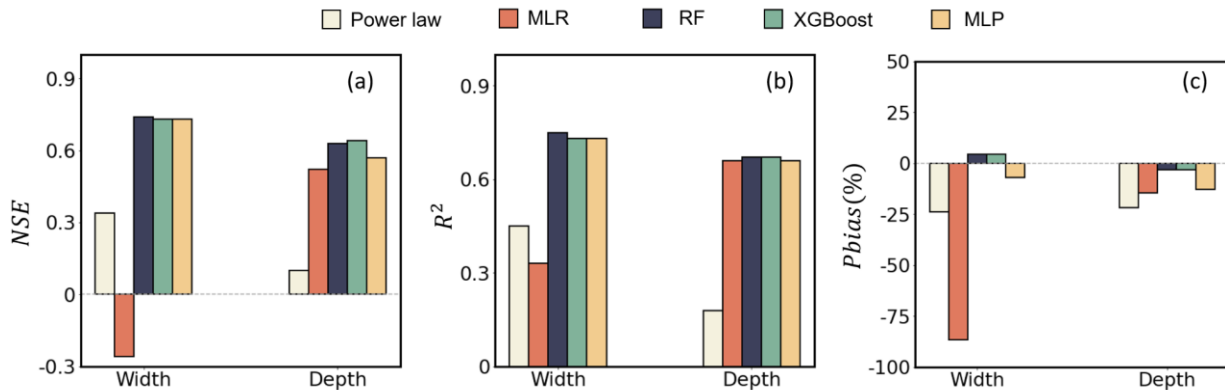 Power law MLR RF XGBoost MLP
(a)
NSE
0.9
0.6
0.3
0
-0.3
Width Depth
(b)
R²
0.9
0.6
0.3
0
Width Depth
(c)
Pbias(%)
50
25
0
-25
-50
-75
-100
Width Depth